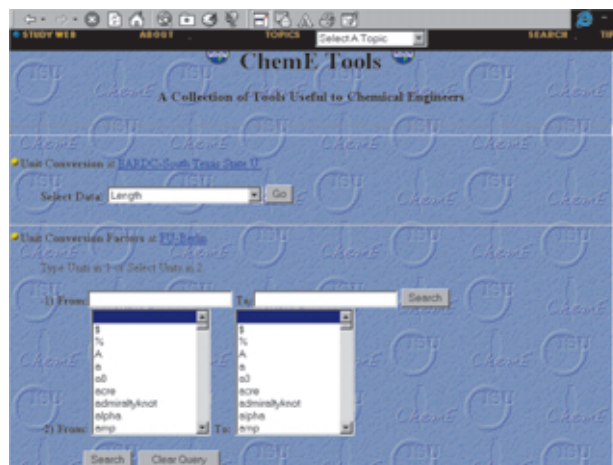 STUDY WEB ABOUT TOPICS Select A Topic SEARCH TIP
ChemE Tools
A Collection of Tools Useful to Chemical Engineers
Unit Conversion at EARDC-South Texas State U.
Select Data: Length Go
Unit Conversion Factors at FU-Berlin
Type Units in 1 or Select Units in 2
1) From: To: Search
$ $
% %
A A
a a
a0 a0
acre acre
admiraltyknot admiraltyknot
alpha alpha
2) From: amp To: amp
Search Clear Query